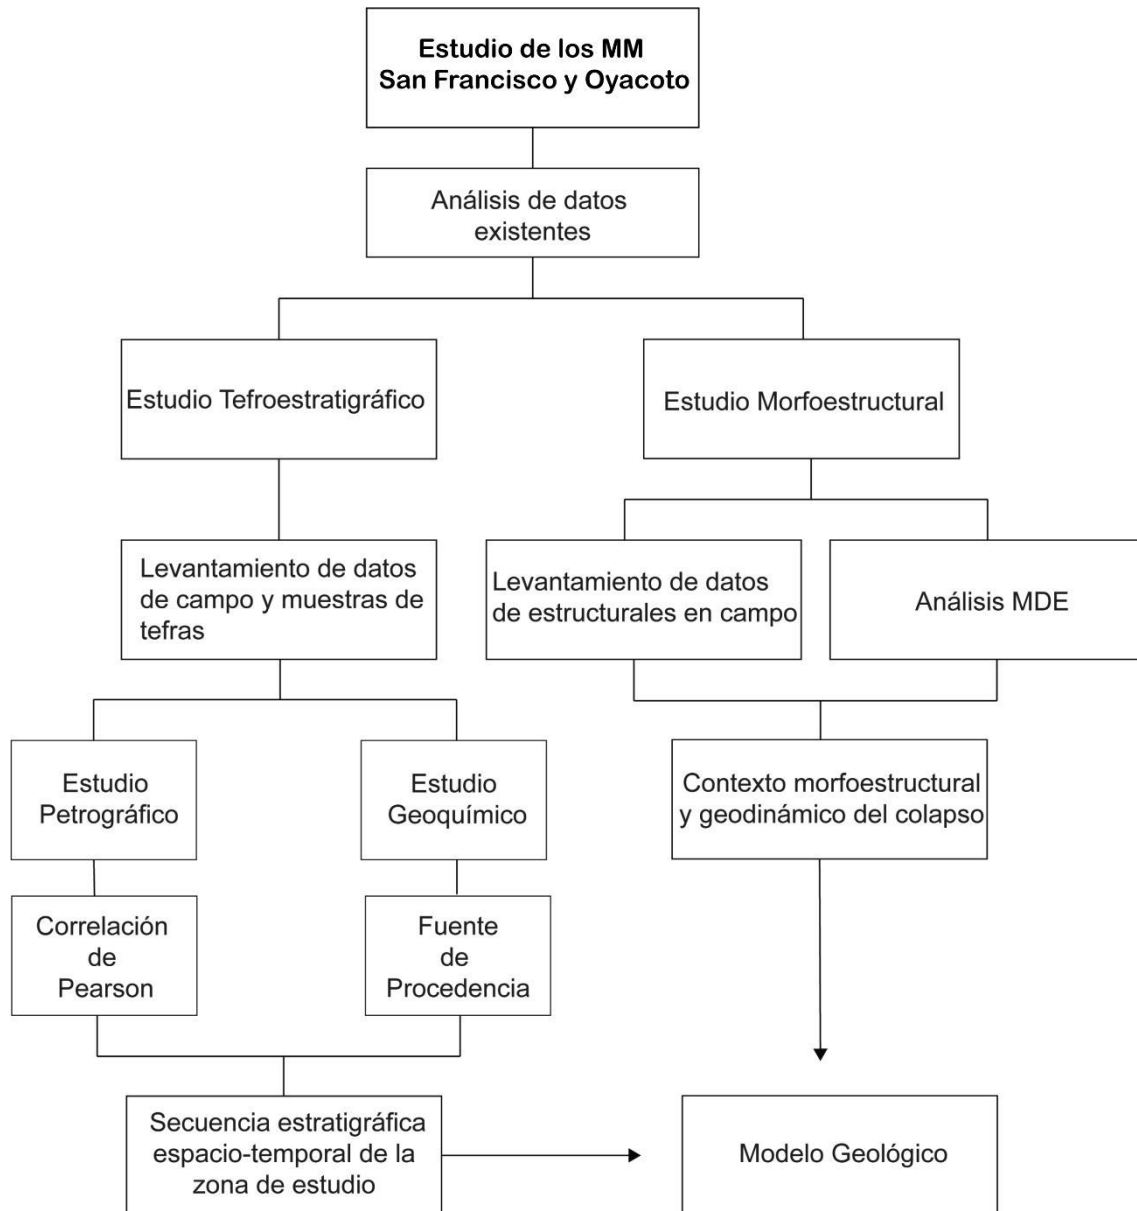 Estudio de los MM
San Francisco y Oyacoto
Análisis de datos
existentes
Estudio Tefroestratigráfico
Estudio Morfoestructural
Levantamiento de datos
de campo y muestras de
tefras
Levantamiento de datos
de estructurales en campo
Análisis MDE
Estudio
Petrográfico
Estudio
Geoquímico
Contexto morfoestructural
y geodinámico del colapso
Correlación
de
Pearson
Fuente
de
Procedencia
Secuencia estratigráfica
espacio-temporal de la
zona de estudio
Modelo Geológico